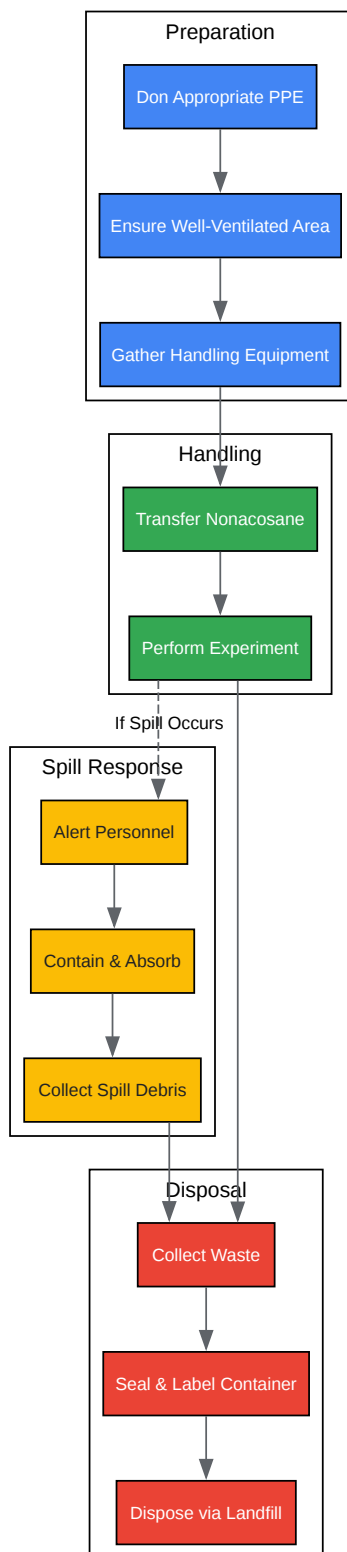 Preparation
Don Appropriate PPE
Ensure Well-Ventilated Area
Gather Handling Equipment
Handling
Transfer Nonacosane
Perform Experiment
If Spill Occurs
Spill Response
Alert Personnel
Contain & Absorb
Collect Spill Debris
Disposal
Collect Waste
Seal & Label Container
Dispose via Landfill